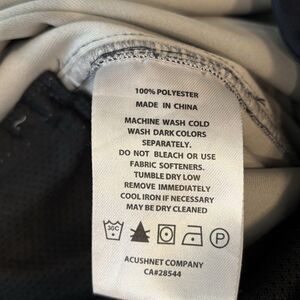 100% POLYESTER
MADE IN CHINA
MACHINE WASH COLD
WASH DARK COLORS
SEPARATELY.
DO NOT BLEACH OR USE
FABRIC SOFTENERS.
TUMBLE DRY LOW
REMOVE IMMEDIATELY
COOL IRON IF NECESSARY
MAY BE DRY CLEANED
30C P
ACUSHNET COMPANY
CA#28544